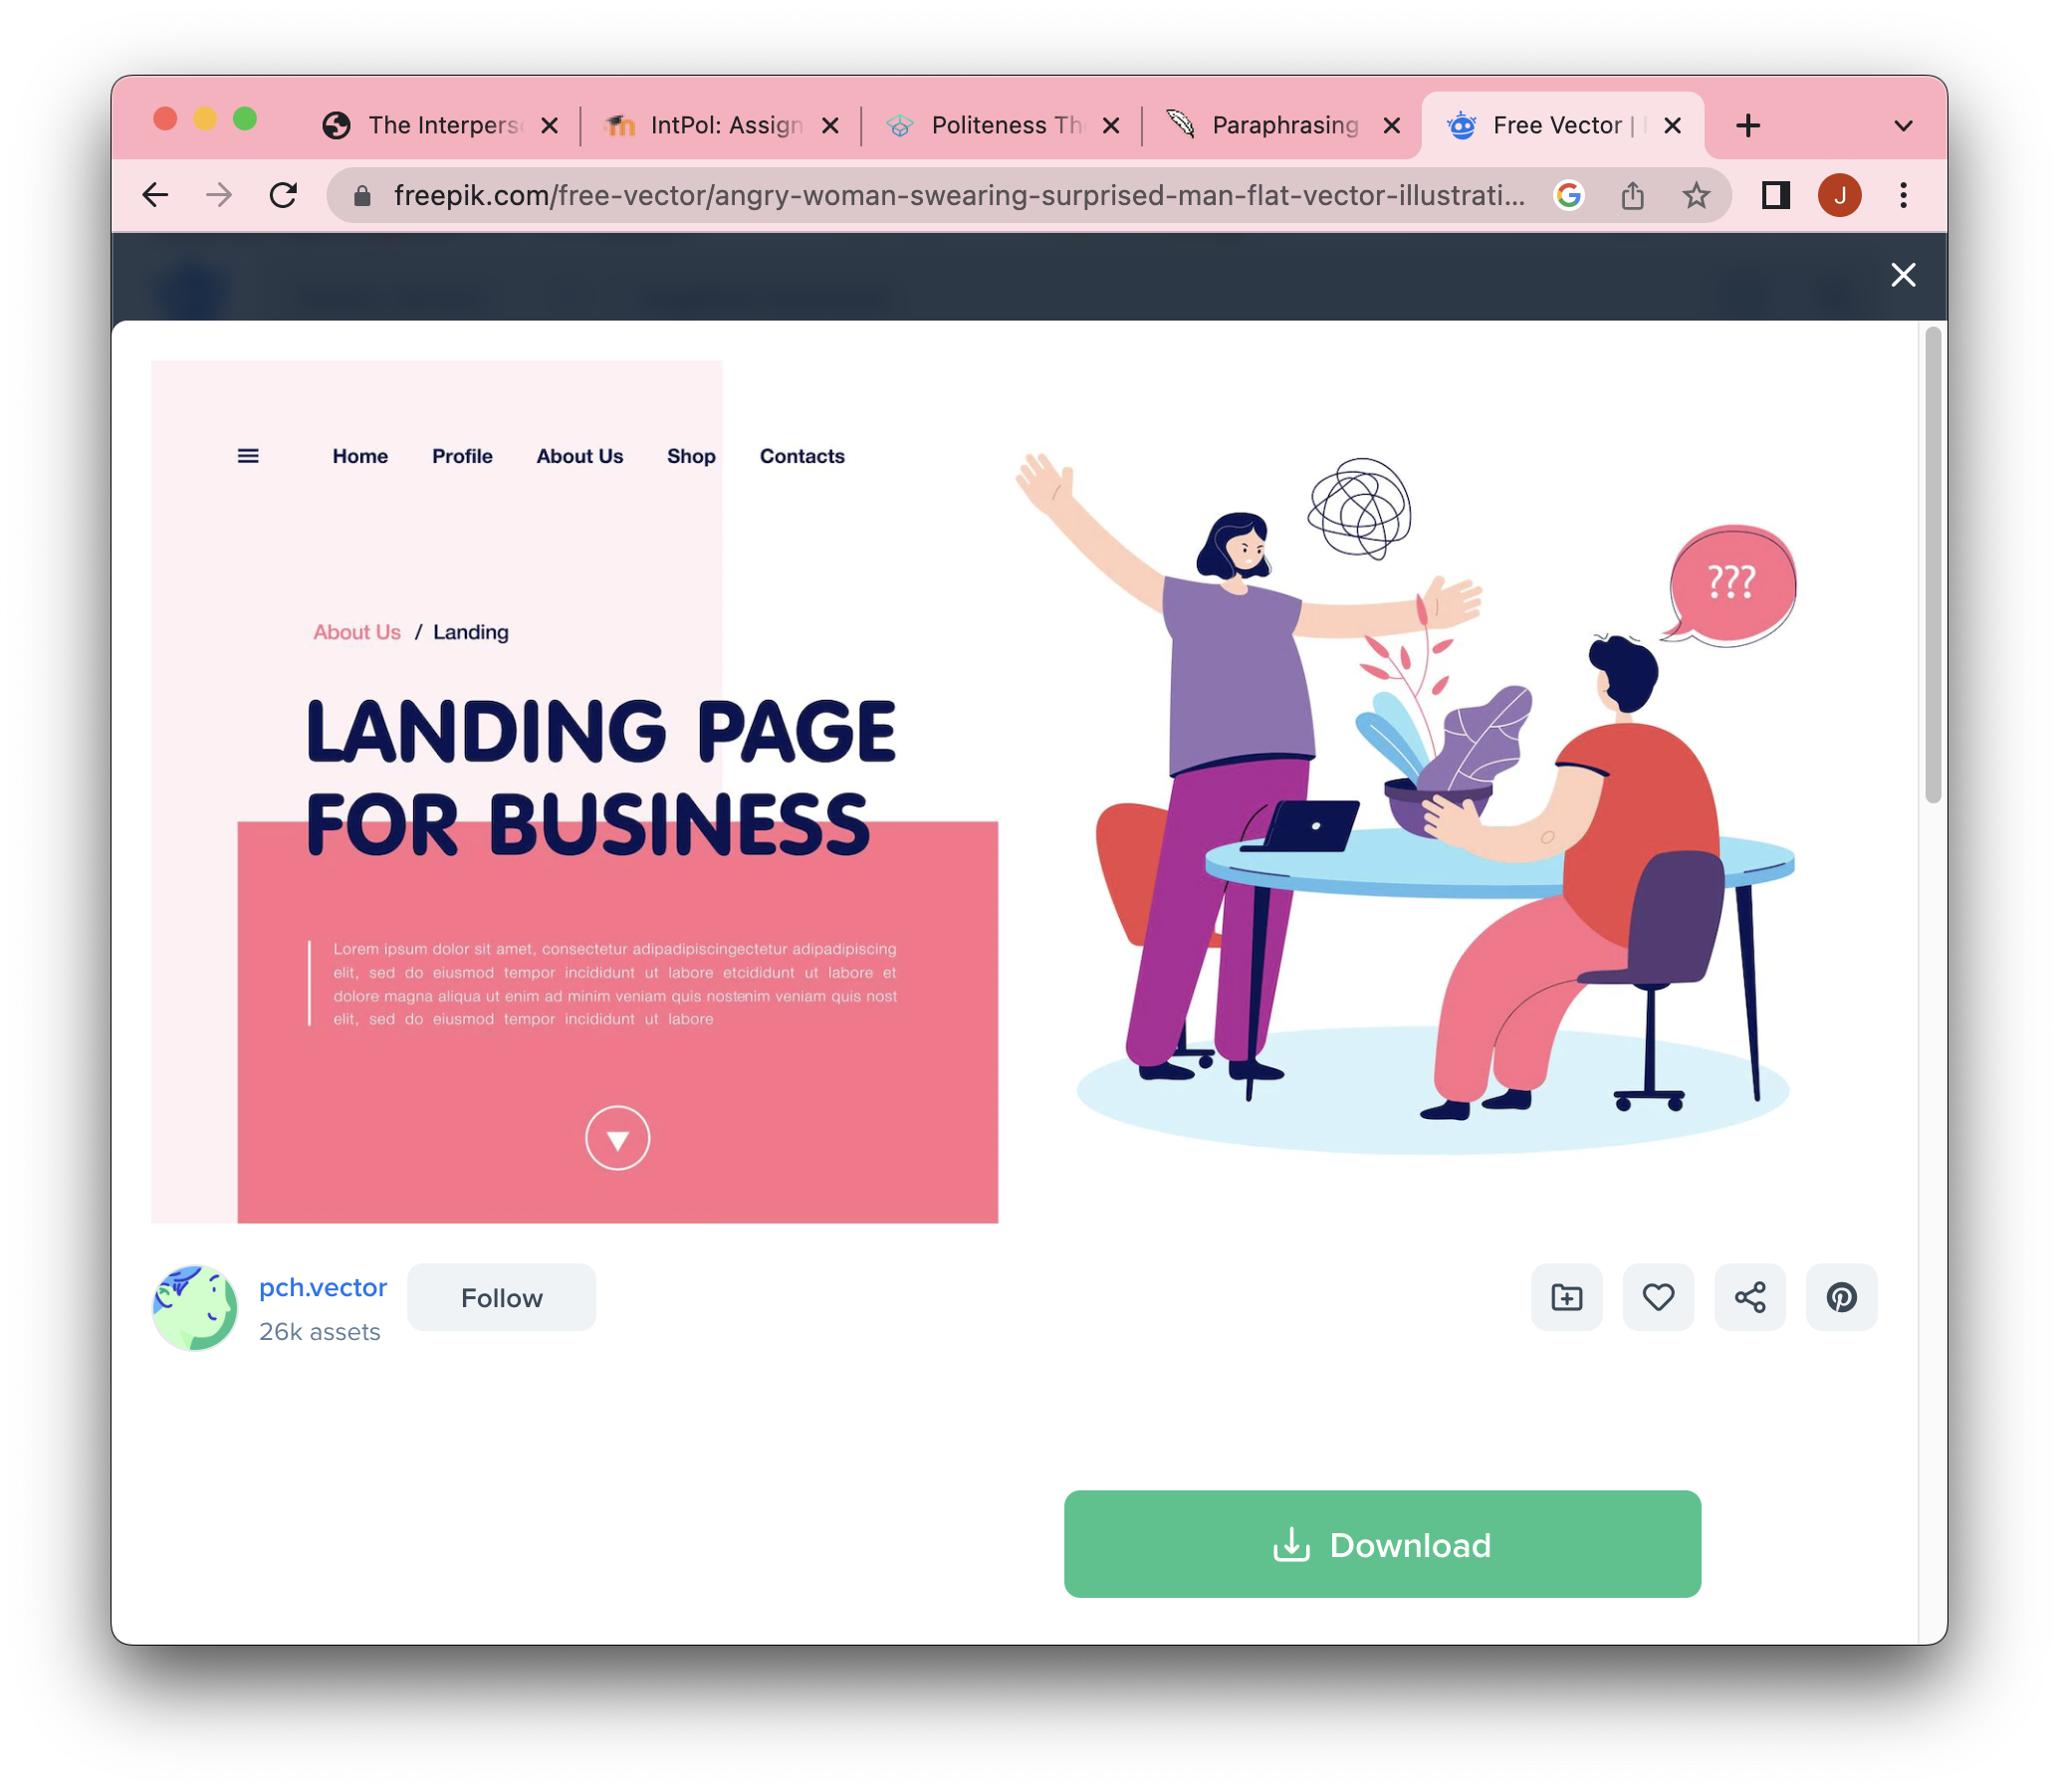 The Interpers
IntPol: Assign
Politeness Th
Paraphrasing
Free Vector |
freepik.com/free-vector/angry-woman-swearing-surprised-man-flat-vector-illustrati...
J
Home Profile About Us Shop Contacts
???
About Us / Landing
LANDING PAGE
FOR BUSINESS
Lorem ipsum dolor sit amet, consectetur adipadipiscingectetur adipadipiscing
elit, sed do eiusmod tempor incididunt ut labore etcididunt ut labore et
dolore magna aliqua ut enim ad minim veniam quis nostenim veniam quis nost
elit, sed do eiusmod tempor incididunt ut labore
pch.vector
26k assets
Follow
Download